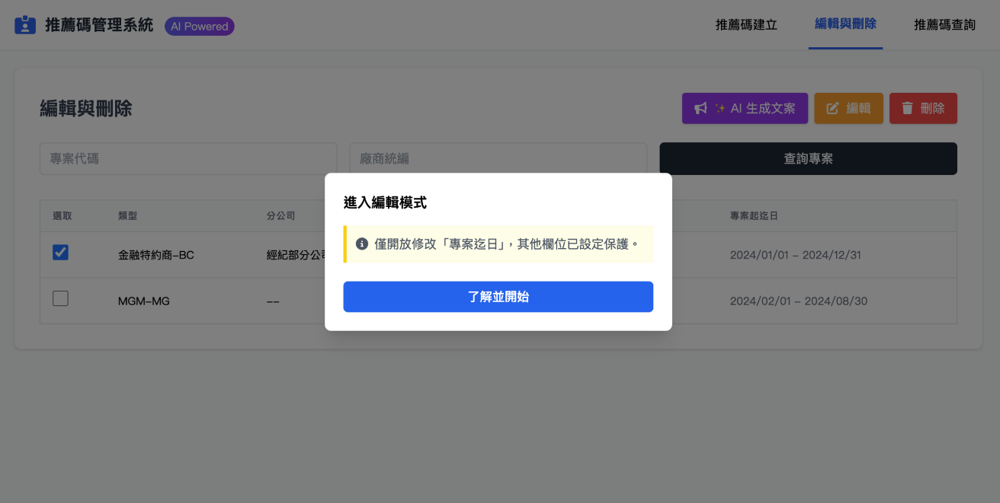 推薦碼管理系統 AI Powered 推薦碼建立 編輯與刪除 推薦碼查詢
編輯與刪除 AI 生成文案 編輯 刪除
專案代碼 廠商統編 查詢專案
進入編輯模式
選取 類型 分公司 專案起迄日
僅開放修改「專案迄日」，其他欄位已設定保護。
金融特約商-BC 經紀部分公 2024/01/01 - 2024/12/31
了解並開始
MGM-MG -- 2024/02/01 - 2024/08/30